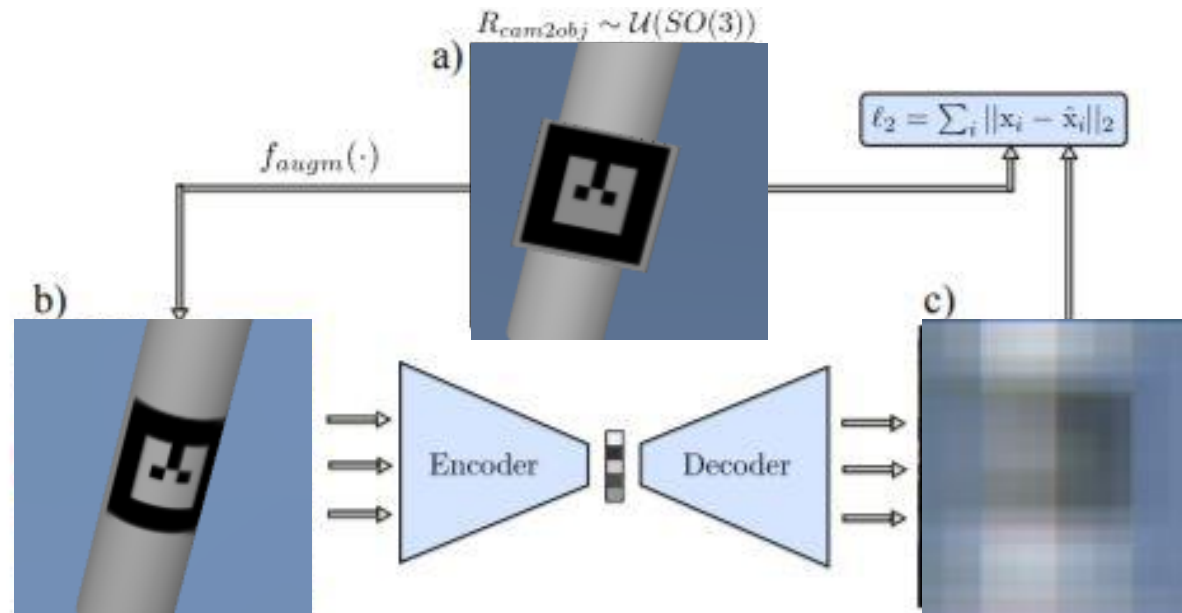 R_{cam2obj} ∼ 𝒰(SO(3))
a)
ℓ₂ = ∑ᵢ ||xᵢ − x̂ᵢ||₂
f_{augm}(·)
b)
c)
Encoder
Decoder